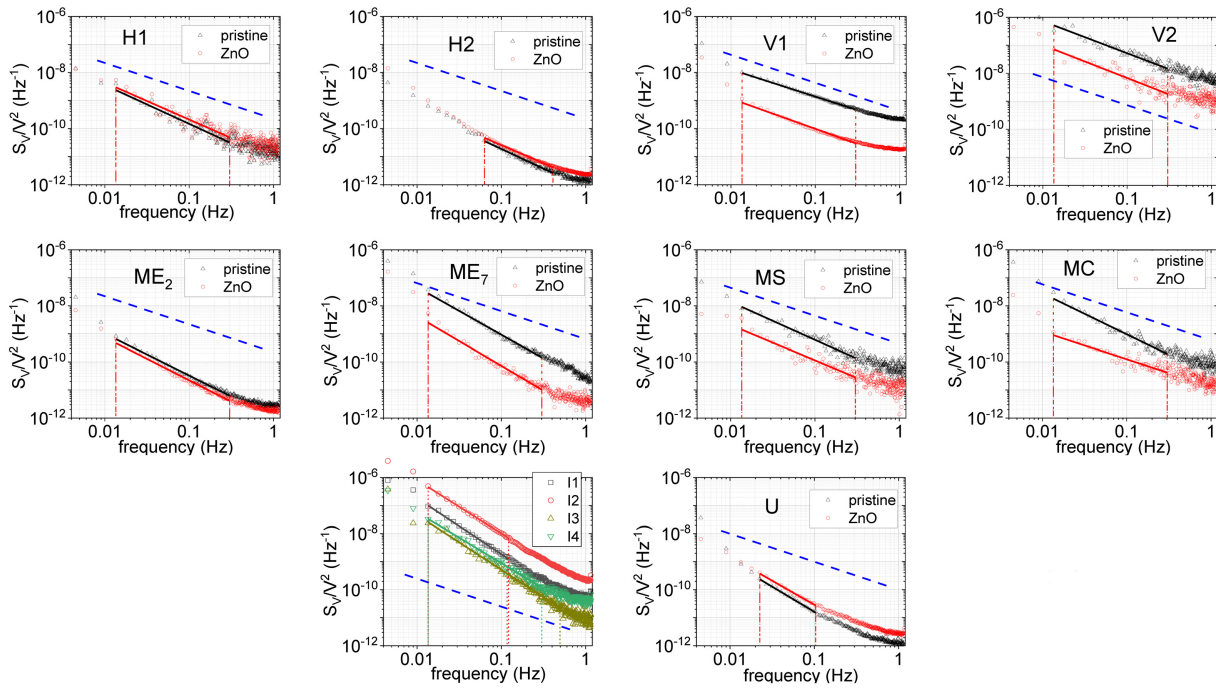 H1
pristine
ZnO
S_V/V² (Hz⁻¹)
10⁻⁶
10⁻⁸
10⁻¹⁰
10⁻¹²
0.01 0.1 1
frequency (Hz)
H2
pristine
ZnO
S_V/V² (Hz⁻¹)
10⁻⁶
10⁻⁸
10⁻¹⁰
10⁻¹²
0.01 0.1 1
frequency (Hz)
V1
pristine
ZnO
S_V/V² (Hz⁻¹)
10⁻⁶
10⁻⁸
10⁻¹⁰
10⁻¹²
0.01 0.1 1
frequency (Hz)
V2
pristine
ZnO
pristine
ZnO
S_V/V² (Hz⁻¹)
10⁻⁶
10⁻⁸
10⁻¹⁰
10⁻¹²
0.01 0.1 1
frequency (Hz)
ME₂
pristine
ZnO
S_V/V² (Hz⁻¹)
10⁻⁶
10⁻⁸
10⁻¹⁰
10⁻¹²
0.01 0.1 1
frequency (Hz)
ME₇
pristine
ZnO
S_V/V² (Hz⁻¹)
10⁻⁶
10⁻⁸
10⁻¹⁰
10⁻¹²
0.01 0.1 1
frequency (Hz)
MS
pristine
ZnO
S_V/V² (Hz⁻¹)
10⁻⁶
10⁻⁸
10⁻¹⁰
10⁻¹²
0.01 0.1 1
frequency (Hz)
MC
pristine
ZnO
S_V/V² (Hz⁻¹)
10⁻⁶
10⁻⁸
10⁻¹⁰
10⁻¹²
0.01 0.1 1
frequency (Hz)
I1
I2
I3
I4
S_V/V² (Hz⁻¹)
10⁻⁶
10⁻⁸
10⁻¹⁰
10⁻¹²
0.01 0.1 1
frequency (Hz)
U
pristine
ZnO
S_V/V² (Hz⁻¹)
10⁻⁶
10⁻⁸
10⁻¹⁰
10⁻¹²
0.01 0.1 1
frequency (Hz)